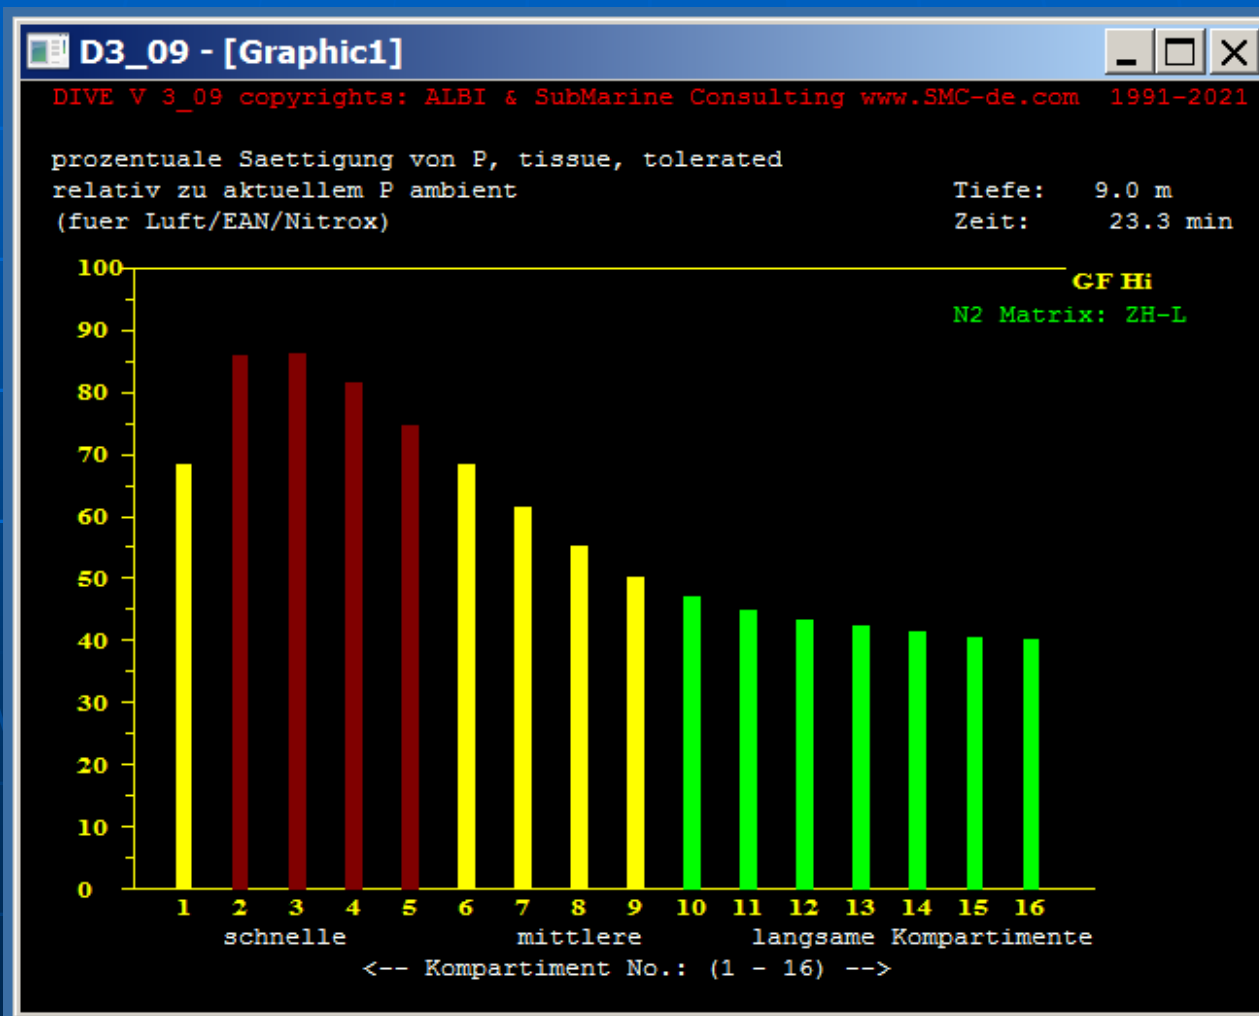 D3_09 - [Graphic1]
DIVE V 3_09 copyrights: ALBI & SubMarine Consulting www.SMC-de.com 1991-2021
prozentuale Saettigung von P, tissue, tolerated
relativ zu aktuellem P ambient
(fuer Luft/EAN/Nitrox)
Tiefe: 9.0 m
Zeit: 23.3 min
GF Hi
N2 Matrix: ZH-L
100
90
80
70
60
50
40
30
20
10
0
1 2 3 4 5 6 7 8 9 10 11 12 13 14 15 16
schnelle mittlere langsame Kompartimente
<-- Kompartiment No.: (1 - 16) -->